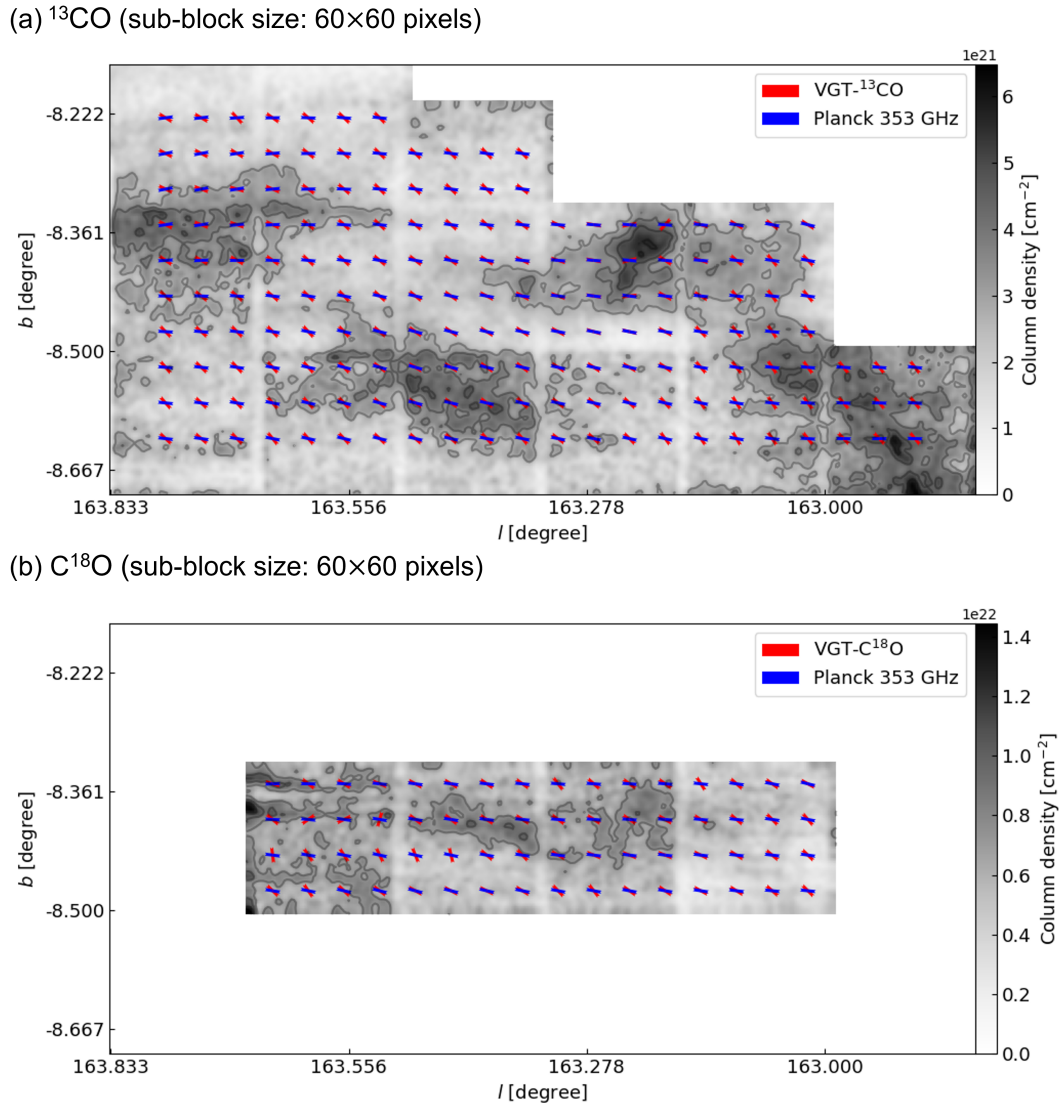 (a) ¹³CO (sub-block size: 60×60 pixels)
1e21
VGT-¹³CO
Planck 353 GHz
-8.222
-8.361
-8.500
-8.667
b [degree]
163.833 163.556 163.278 163.000
l [degree]
6
5
4
3
2
1
0
Column density [cm⁻²]
(b) C¹⁸O (sub-block size: 60×60 pixels)
1e22
VGT-C¹⁸O
Planck 353 GHz
-8.222
-8.361
-8.500
-8.667
b [degree]
163.833 163.556 163.278 163.000
l [degree]
1.4
1.2
1.0
0.8
0.6
0.4
0.2
0.0
Column density [cm⁻²]